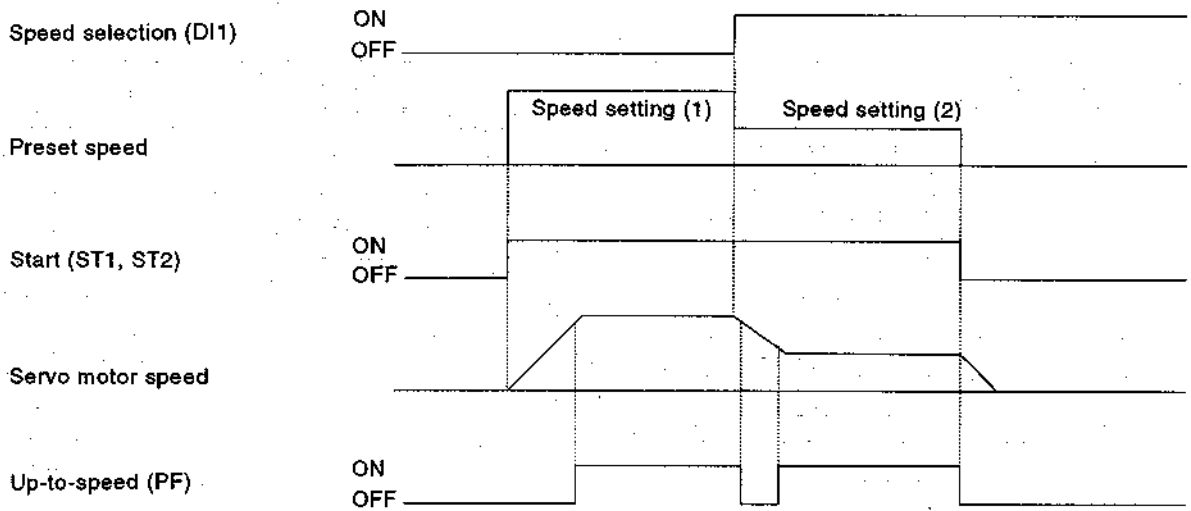 Speed selection (DI1)
ON
OFF
Speed setting (1)
Speed setting (2)
Preset speed
Start (ST1, ST2)
ON
OFF
Servo motor speed
Up-to-speed (PF)
ON
OFF